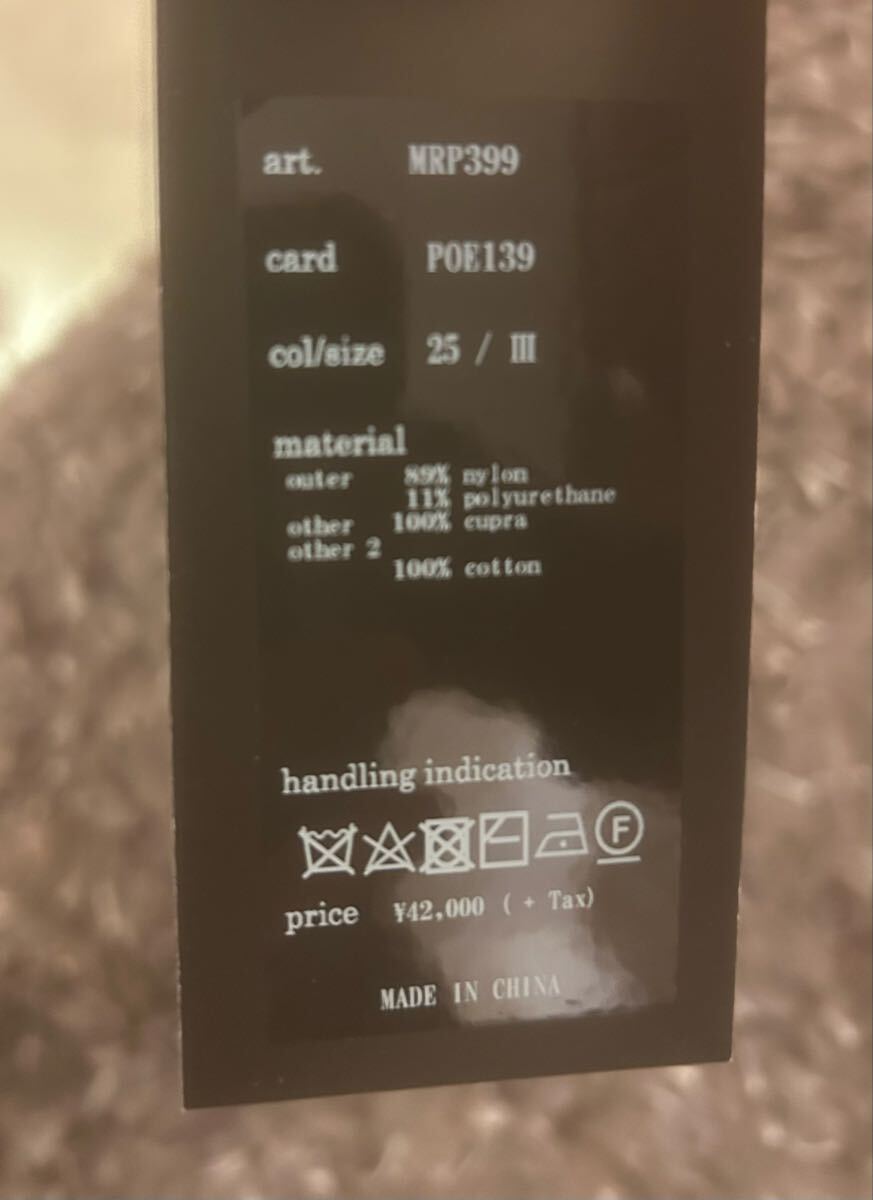 art. MRP399
card POE139
col/size 25 / III
material
outer 89% nylon
11% polyurethane
other 100% cupra
other 2
100% cotton
handling indication
F
price ¥42,000 ( + Tax)
MADE IN CHINA